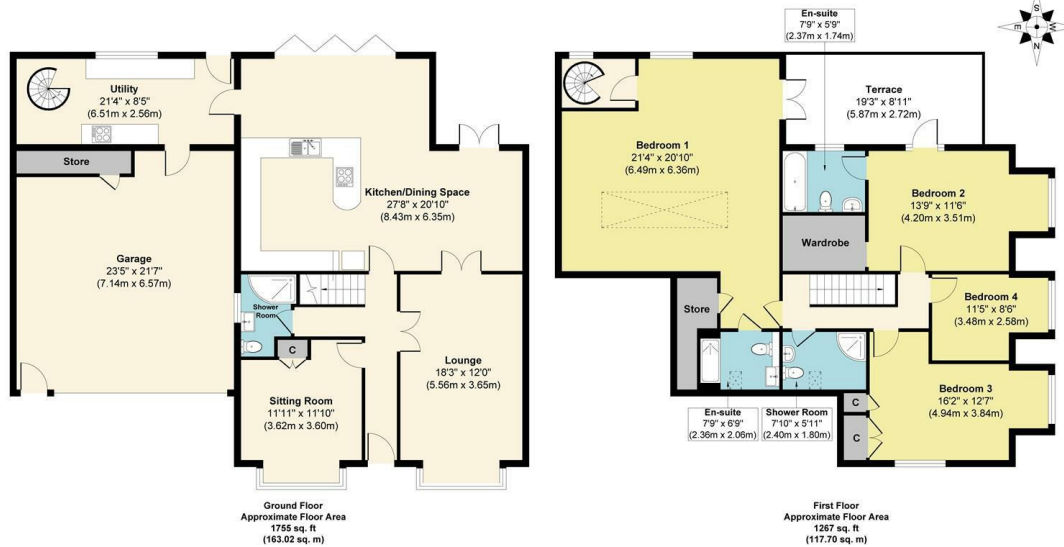 Utility
21'4" x 8'5"
(6.51m x 2.56m)
Store
Garage
23'5" x 21'7"
(7.14m x 6.57m)
Kitchen/Dining Space
27'8" x 20'10"
(8.43m x 6.35m)
Shower
Room
C
Sitting Room
11'11" x 11'10"
(3.62m x 3.60m)
Lounge
18'3" x 12'0"
(5.56m x 3.65m)
Ground Floor
Approximate Floor Area
1755 sq. ft
(163.02 sq. m)
S
E
W
N
En-suite
7'9" x 5'9"
(2.37m x 1.74m)
Terrace
19'3" x 8'11"
(5.87m x 2.72m)
Bedroom 1
21'4" x 20'10"
(6.49m x 6.36m)
Bedroom 2
13'9" x 11'6"
(4.20m x 3.51m)
Wardrobe
Store
Bedroom 4
11'5" x 8'6"
(3.48m x 2.58m)
Bedroom 3
16'2" x 12'7"
(4.94m x 3.84m)
C
C
En-suite
7'9" x 6'9"
(2.36m x 2.06m)
Shower Room
7'10" x 5'11"
(2.40m x 1.80m)
First Floor
Approximate Floor Area
1267 sq. ft
(117.70 sq. m)